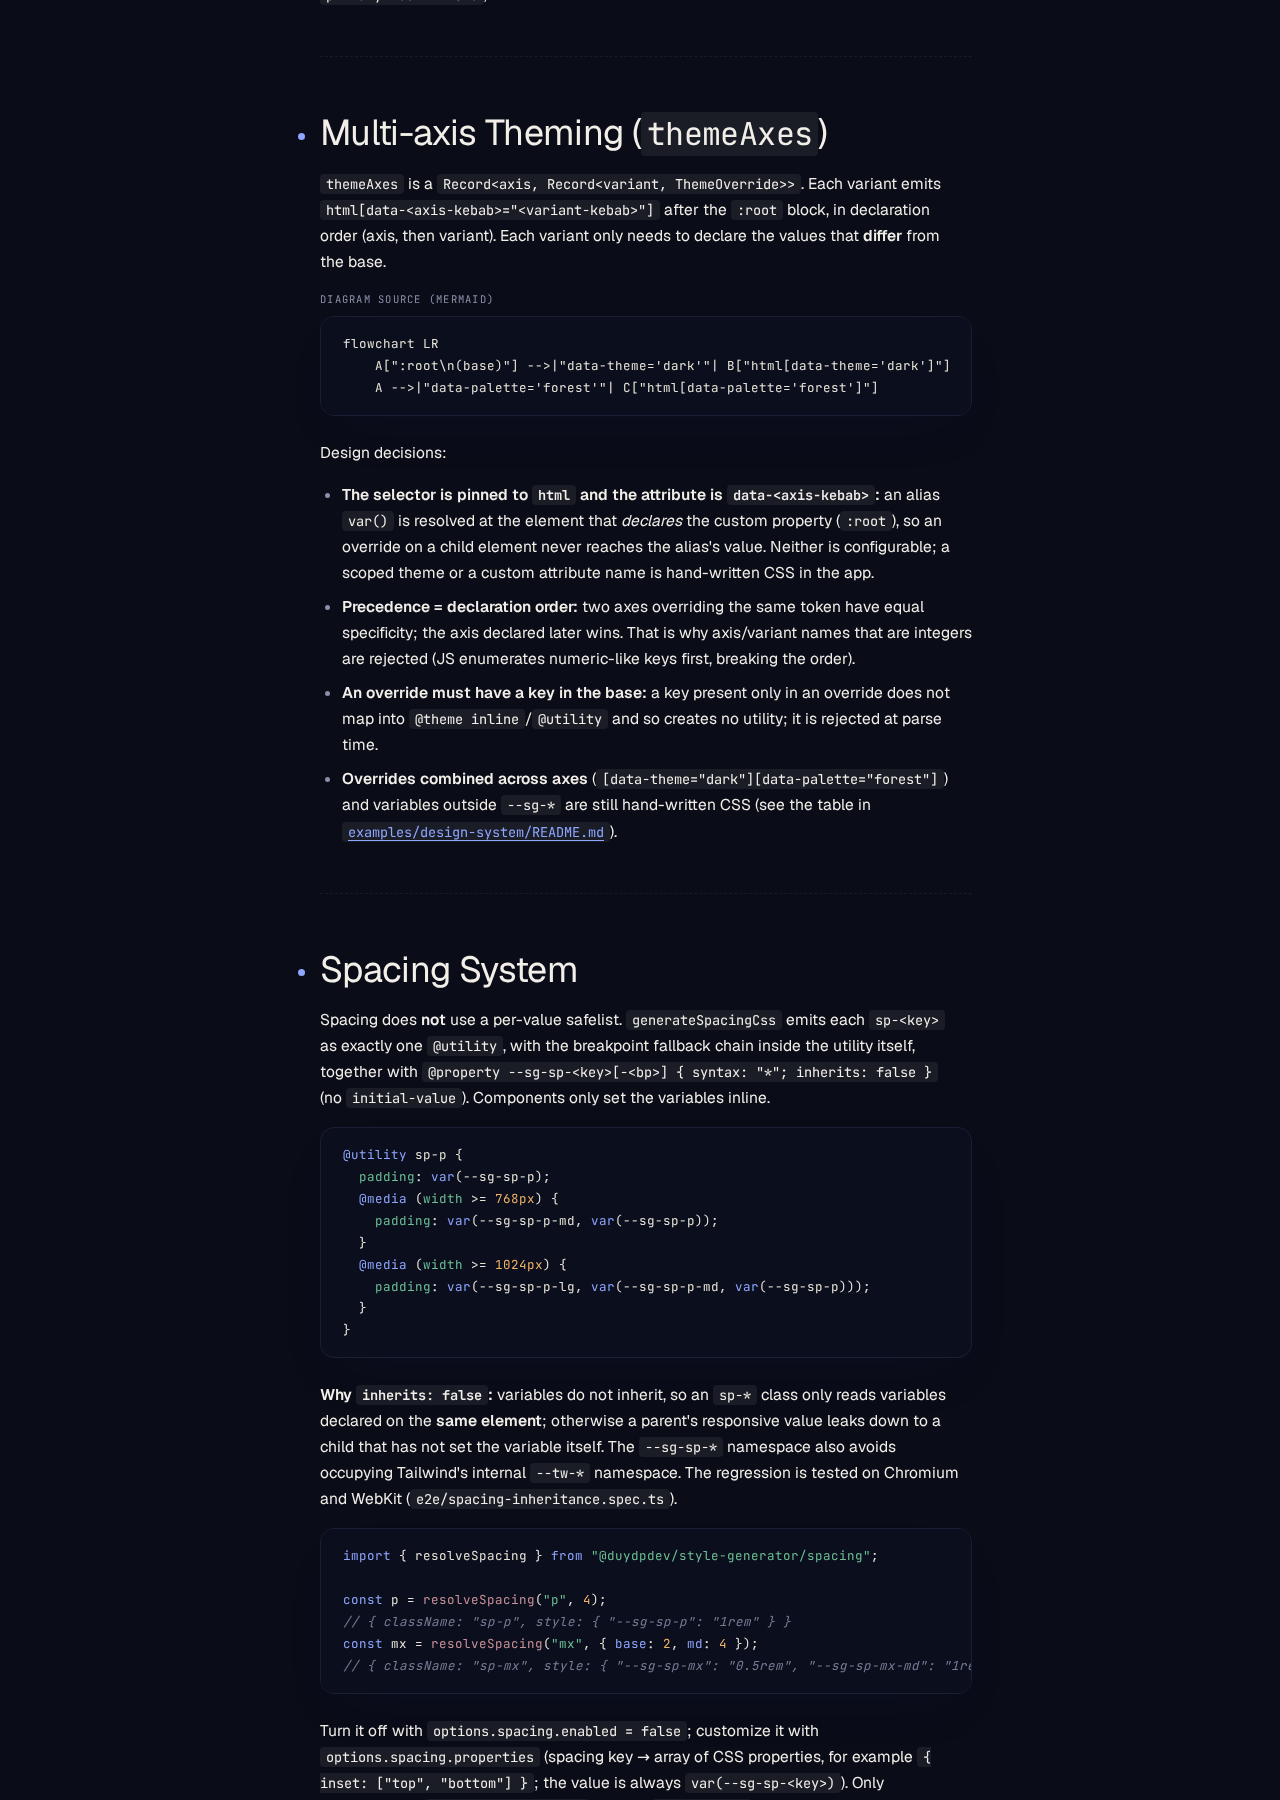 Multi-axis Theming (themeAxes)
themeAxes is a Record<axis, Record<variant, ThemeOverride>>. Each variant emits
html[data-<axis-kebab>="<variant-kebab>"] after the :root block, in declaration
order (axis, then variant). Each variant only needs to declare the values that differ from
the base.
DIAGRAM SOURCE (MERMAID)
flowchart LR
    A[":root\n(base)"] -->|"data-theme='dark'"| B["html[data-theme='dark']"]
    A -->|"data-palette='forest'"| C["html[data-palette='forest']"]
Design decisions:
• The selector is pinned to html and the attribute is data-<axis-kebab>: an alias
var() is resolved at the element that declares the custom property (:root), so an
override on a child element never reaches the alias's value. Neither is configurable; a
scoped theme or a custom attribute name is hand-written CSS in the app.
• Precedence = declaration order: two axes overriding the same token have equal
specificity; the axis declared later wins. That is why axis/variant names that are integers
are rejected (JS enumerates numeric-like keys first, breaking the order).
• An override must have a key in the base: a key present only in an override does not
map into @theme inline/@utility and so creates no utility; it is rejected at parse
time.
• Overrides combined across axes ([data-theme="dark"][data-palette="forest"])
and variables outside --sg-* are still hand-written CSS (see the table in
examples/design-system/README.md).
Spacing System
Spacing does not use a per-value safelist. generateSpacingCss emits each sp-<key>
as exactly one @utility, with the breakpoint fallback chain inside the utility itself,
together with @property --sg-sp-<key>[-<bp>] { syntax: "*"; inherits: false }
(no initial-value). Components only set the variables inline.
@utility sp-p {
  padding: var(--sg-sp-p);
  @media (width >= 768px) {
    padding: var(--sg-sp-p-md, var(--sg-sp-p));
  }
  @media (width >= 1024px) {
    padding: var(--sg-sp-p-lg, var(--sg-sp-p-md, var(--sg-sp-p)));
  }
}
Why inherits: false: variables do not inherit, so an sp-* class only reads variables
declared on the same element; otherwise a parent's responsive value leaks down to a
child that has not set the variable itself. The --sg-sp-* namespace also avoids
occupying Tailwind's internal --tw-* namespace. The regression is tested on Chromium
and WebKit (e2e/spacing-inheritance.spec.ts).
import { resolveSpacing } from "@duydpdev/style-generator/spacing";
const p = resolveSpacing("p", 4);
// { className: "sp-p", style: { "--sg-sp-p": "1rem" } }
const mx = resolveSpacing("mx", { base: 2, md: 4 });
// { className: "sp-mx", style: { "--sg-sp-mx": "0.5rem", "--sg-sp-mx-md": "1re
Turn it off with options.spacing.enabled = false; customize it with
options.spacing.properties (spacing key → array of CSS properties, for example {
inset: ["top", "bottom"] }; the value is always var(--sg-sp-<key>)). Only